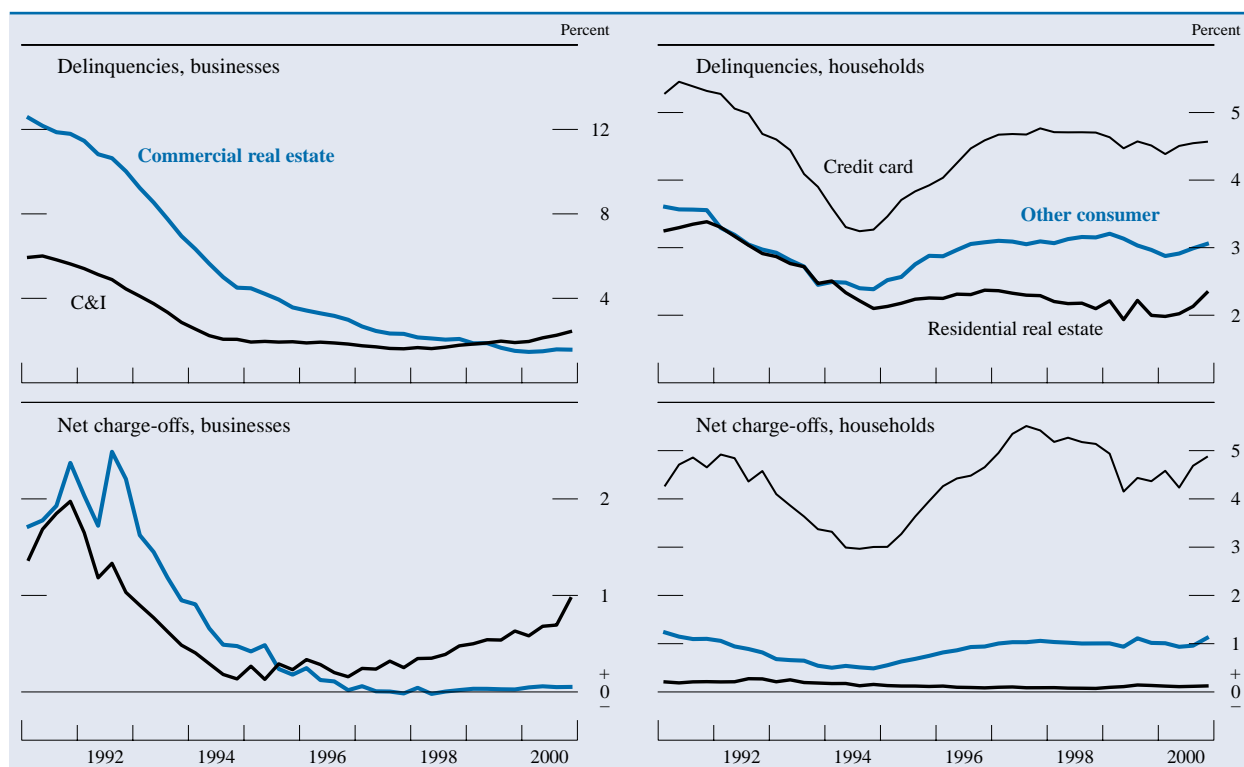 Percent
Delinquencies, businesses
12
Commercial real estate
8
C&I
4
Percent
Delinquencies, households
5
Credit card
4
Other consumer
3
Residential real estate
2
Net charge-offs, businesses
2
1
+
0
–
1992 1994 1996 1998 2000
Net charge-offs, households
5
4
3
2
1
+
0
–
1992 1994 1996 1998 2000